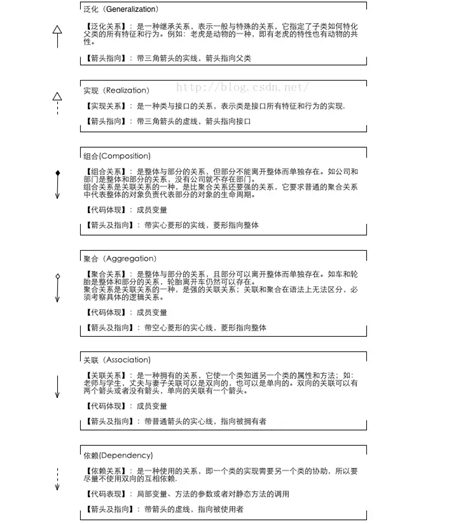 泛化（Generalization）
【泛化关系】：是一种继承关系，表示一般与特殊的关系，它指定了子类如何特化
父类的所有特征和行为。例如：老虎是动物的一种，即有老虎的特性也有动物的共
性。
【箭头指向】：带三角箭头的实线，箭头指向父类
http://blog.csdn.net/
实现（Realization）
【实现关系】：是一种类与接口的关系，表示类是接口所有特征和行为的实现.
【箭头指向】：带三角箭头的虚线，箭头指向接口
组合(Composition)
【组合关系】：是整体与部分的关系，但部分不能离开整体而单独存在。如公司和
部门是整体和部分的关系，没有公司就不存在部门。
组合关系是关联关系的一种，是比聚合关系还要强的关系，它要求普通的聚合关系
中代表整体的对象负责代表部分的对象的生命周期。
【代码体现】：成员变量
【箭头及指向】：带实心菱形的实线，菱形指向整体
聚合（Aggregation）
【聚合关系】：是整体与部分的关系，且部分可以离开整体而单独存在。如车和轮
胎是整体和部分的关系，轮胎离开车仍然可以存在。
聚合关系是关联关系的一种，是强的关联关系；关联和聚合在语法上无法区分，必
须考察具体的逻辑关系。
【代码体现】：成员变量
【箭头及指向】：带空心菱形的实心线，菱形指向整体
关联（Association)
【关联关系】：是一种拥有的关系，它使一个类知道另一个类的属性和方法；如：
老师与学生，丈夫与妻子关联可以是双向的，也可以是单向的。双向的关联可以有
两个箭头或者没有箭头，单向的关联有一个箭头。
【代码体现】：成员变量
【箭头及指向】：带普通箭头的实心线，指向被拥有者
依赖(Dependency)
【依赖关系】：是一种使用的关系，即一个类的实现需要另一个类的协助，所以要
尽量不使用双向的互相依赖.
【代码表现】：局部变量、方法的参数或者对静态方法的调用
【箭头及指向】：带箭头的虚线，指向被使用者